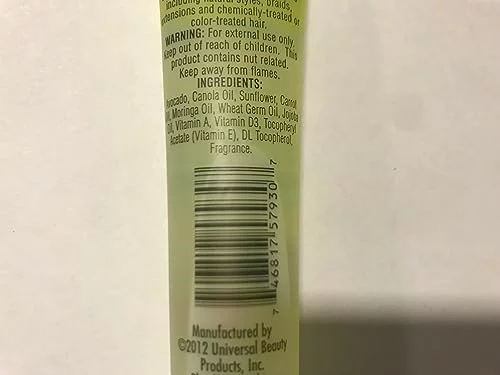 including natural styles, braids,
extensions and chemically-treated or
color-treated hair.
WARNING: For external use only.
Keep out of reach of children. This
product contains nut related.
Keep away from flames.
INGREDIENTS:
Avocado, Canola Oil, Sunflower, Carrot
Oil, Moringa Oil, Wheat Germ Oil, Jojoba
Oil, Vitamin A, Vitamin D3, Tocopheryl
Acetate (Vitamin E), DL Tocopherol,
Fragrance.
7 46817 57930 7
Manufactured by
©2012 Universal Beauty
Products, Inc.